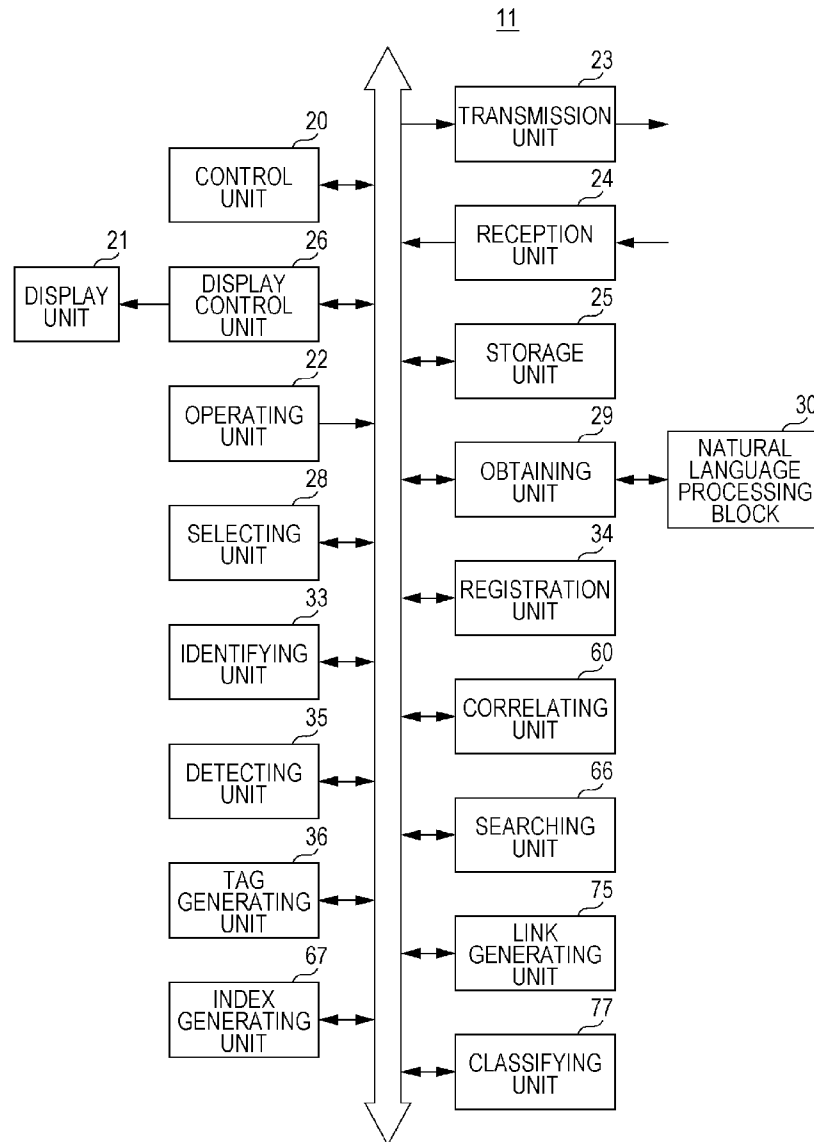 11
23
TRANSMISSION
UNIT
20
CONTROL
UNIT
24
RECEPTION
UNIT
21
DISPLAY
UNIT
26
DISPLAY
CONTROL
UNIT
25
STORAGE
UNIT
22
OPERATING
UNIT
29
OBTAINING
UNIT
30
NATURAL
LANGUAGE
PROCESSING
BLOCK
28
SELECTING
UNIT
34
REGISTRATION
UNIT
33
IDENTIFYING
UNIT
60
CORRELATING
UNIT
35
DETECTING
UNIT
66
SEARCHING
UNIT
36
TAG
GENERATING
UNIT
75
LINK
GENERATING
UNIT
67
INDEX
GENERATING
UNIT
77
CLASSIFYING
UNIT